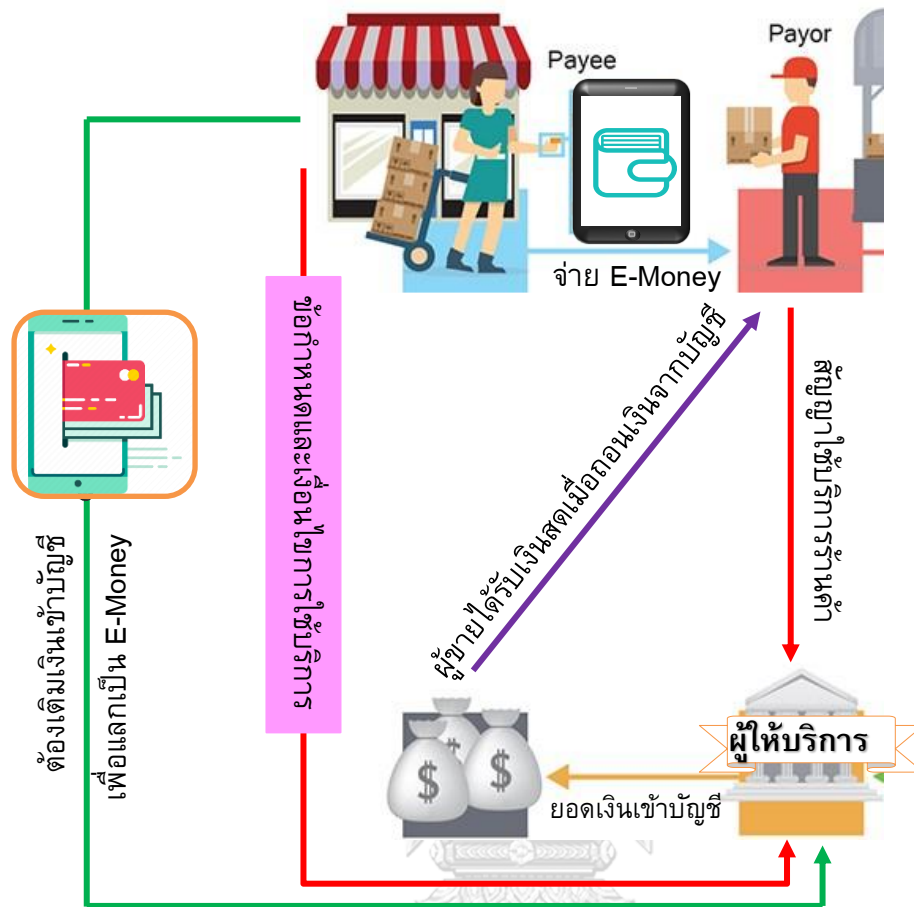 Payee
Payor
จ่าย E-Money
ข้อกำหนดและเงื่อนไขการใช้บริการ
ผู้ขายได้รับเงินสดเมื่อถอนเงินจากบัญชี
สัญญาใช้บริการร้านค้า
ต้องเติมเงินเข้าบัญชี
เพื่อแลกเป็น E-Money
ผู้ให้บริการ
ยอดเงินเข้าบัญชี
$
$
$